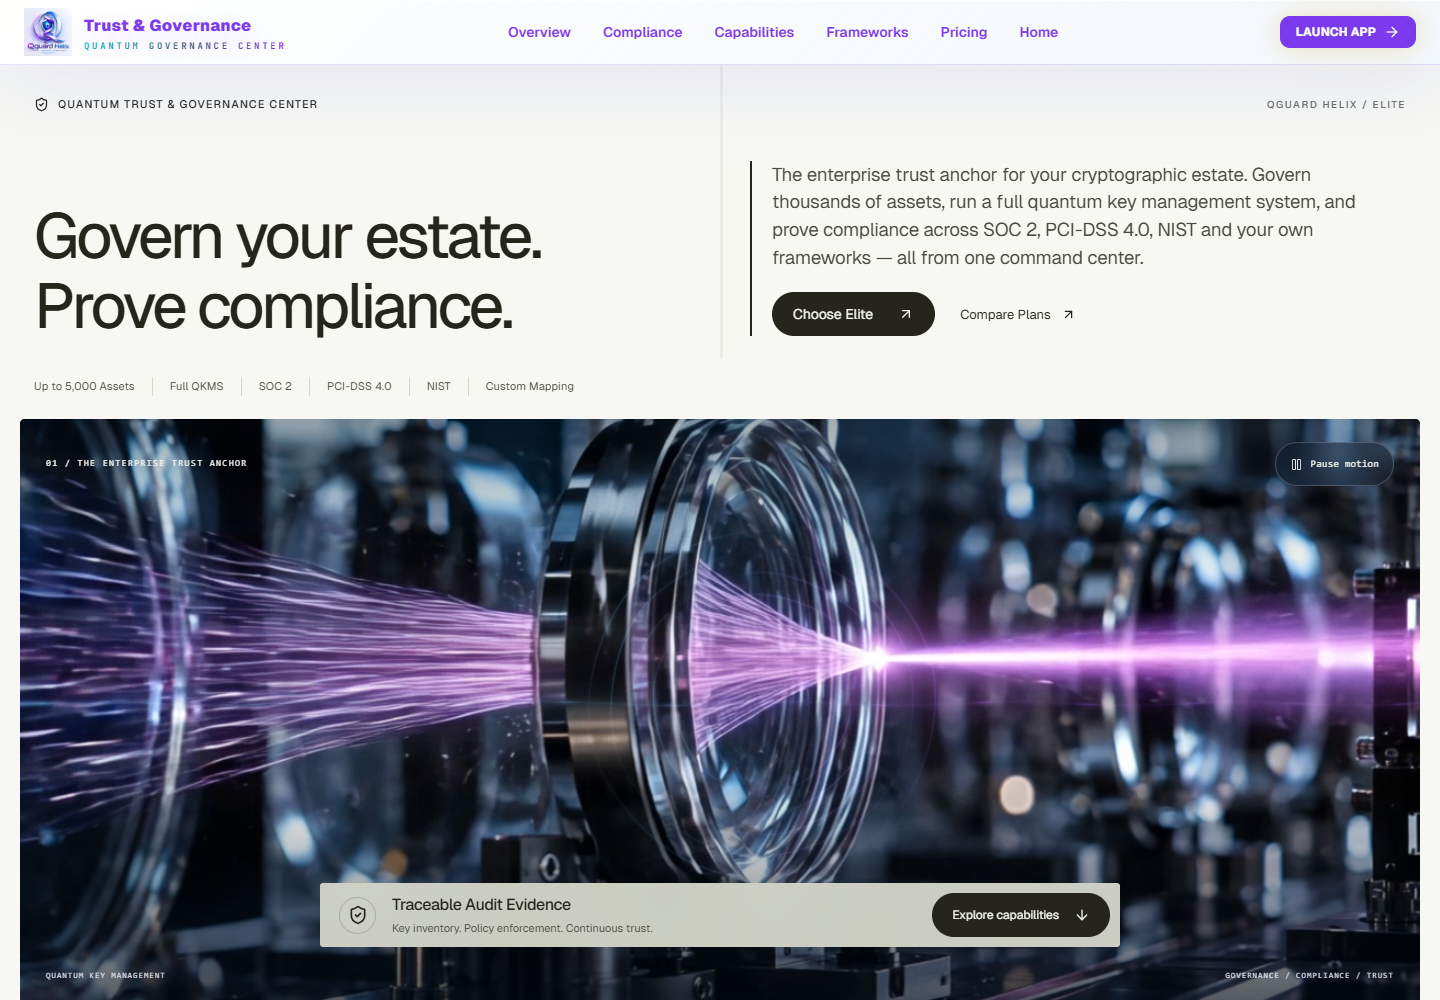 Qguard Helix
Trust & Governance
QUANTUM GOVERNANCE CENTER
Overview
Compliance
Capabilities
Frameworks
Pricing
Home
LAUNCH APP
QUANTUM TRUST & GOVERNANCE CENTER
QGUARD HELIX / ELITE
Govern your estate.
Prove compliance.
The enterprise trust anchor for your cryptographic estate. Govern
thousands of assets, run a full quantum key management system, and
prove compliance across SOC 2, PCI-DSS 4.0, NIST and your own
frameworks — all from one command center.
Choose Elite
Compare Plans
Up to 5,000 Assets
Full QKMS
SOC 2
PCI-DSS 4.0
NIST
Custom Mapping
01 / THE ENTERPRISE TRUST ANCHOR
Pause motion
Traceable Audit Evidence
Key inventory. Policy enforcement. Continuous trust.
Explore capabilities
QUANTUM KEY MANAGEMENT
GOVERNANCE / COMPLIANCE / TRUST